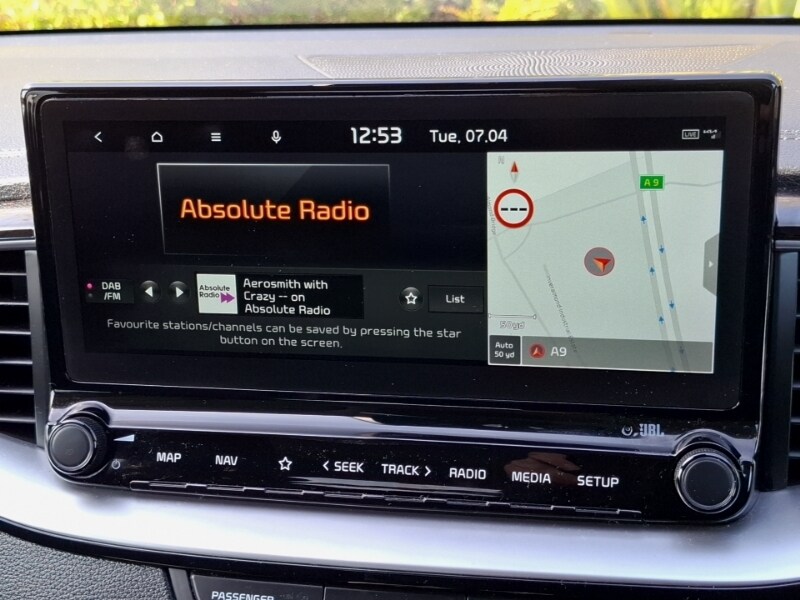 12:53 Tue, 07.04 LIVE
Absolute Radio
N
A9
DAB
/FM
Absolute
Radio
Aerosmith with
Crazy -- on
Absolute Radio
List
Favourite stations/channels can be saved by pressing the star
button on the screen.
50yd
Auto
50 yd
A9
JBL
MAP NAV < SEEK TRACK > RADIO MEDIA SETUP
PASSENGER